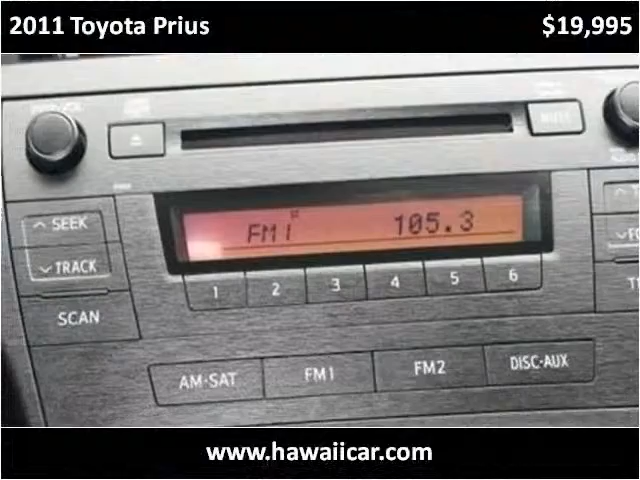 2011 Toyota Prius $19,995
MUTE
SEEK
TRACK
SCAN
FM1 105.3
1 2 3 4 5 6
AM·SAT FM1 FM2 DISC·AUX
www.hawaiicar.com